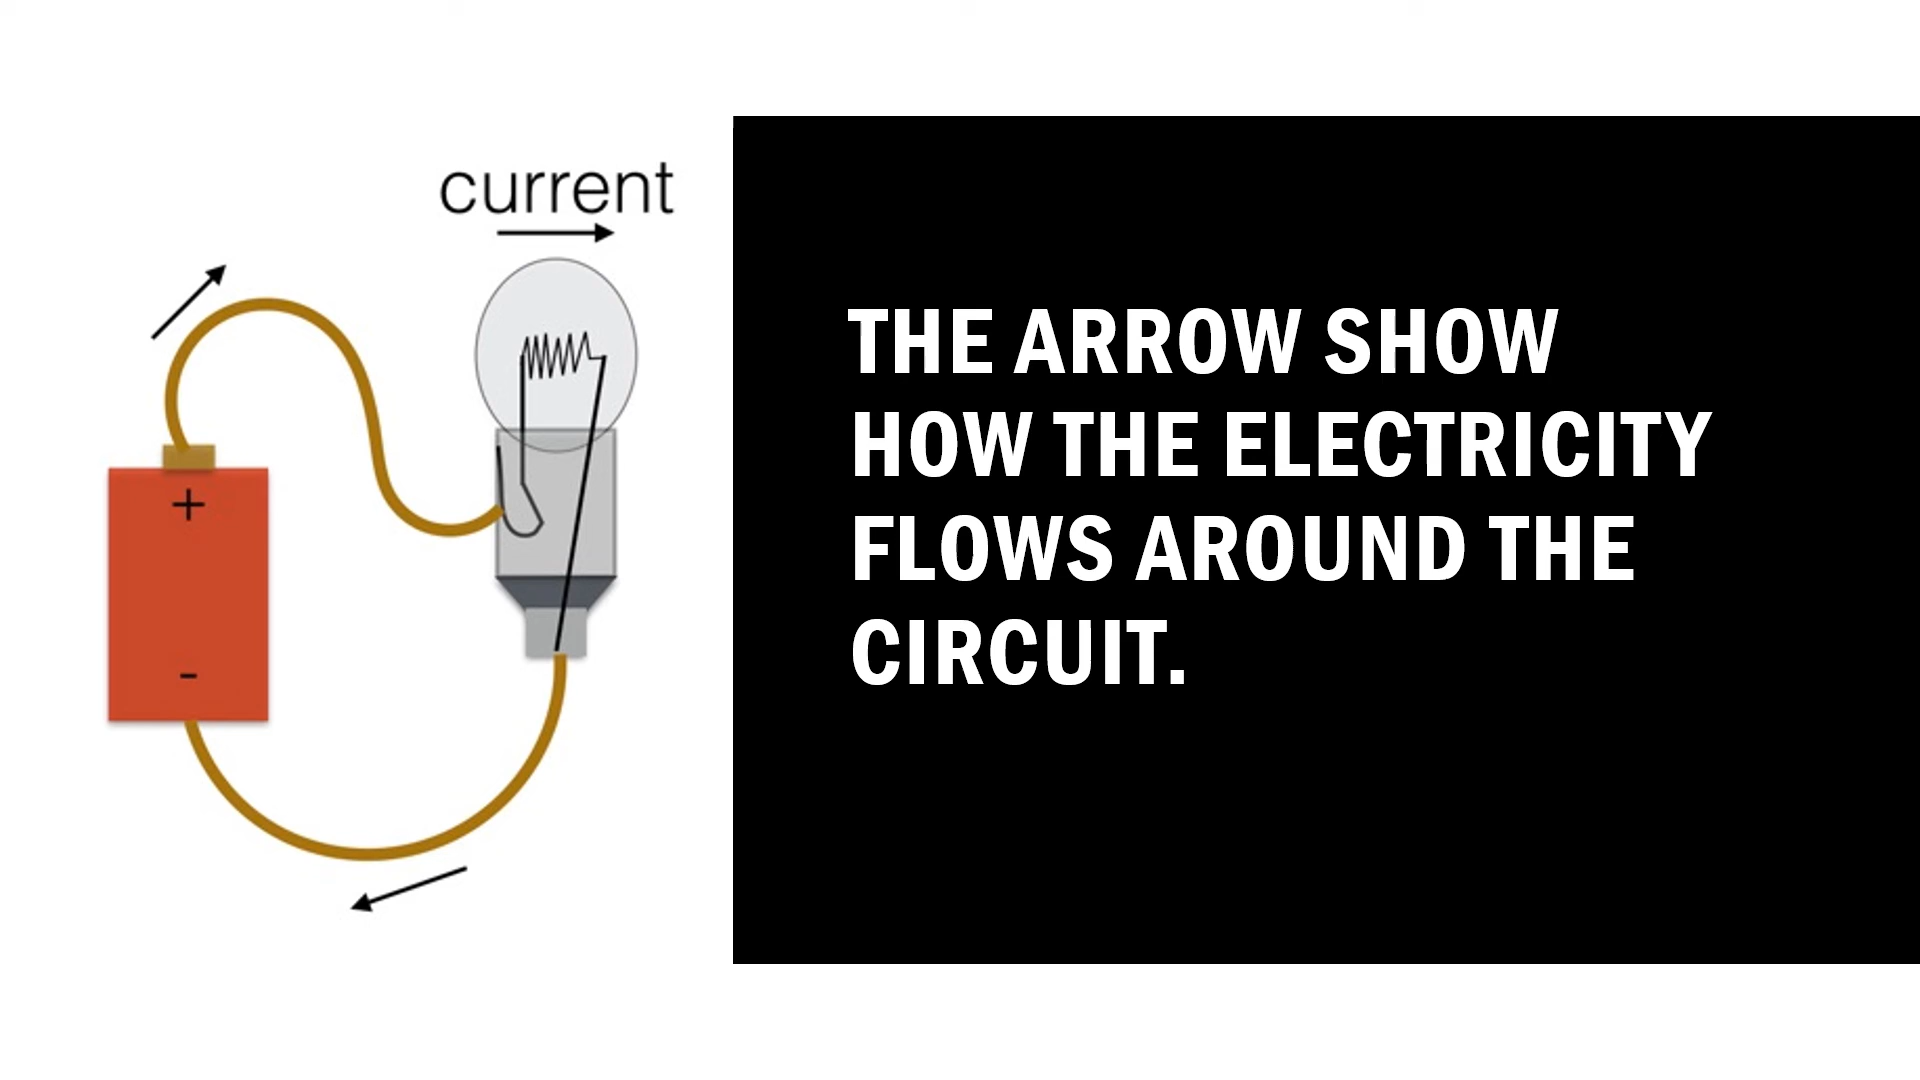 current
+
-
THE ARROW SHOW
HOW THE ELECTRICITY
FLOWS AROUND THE
CIRCUIT.